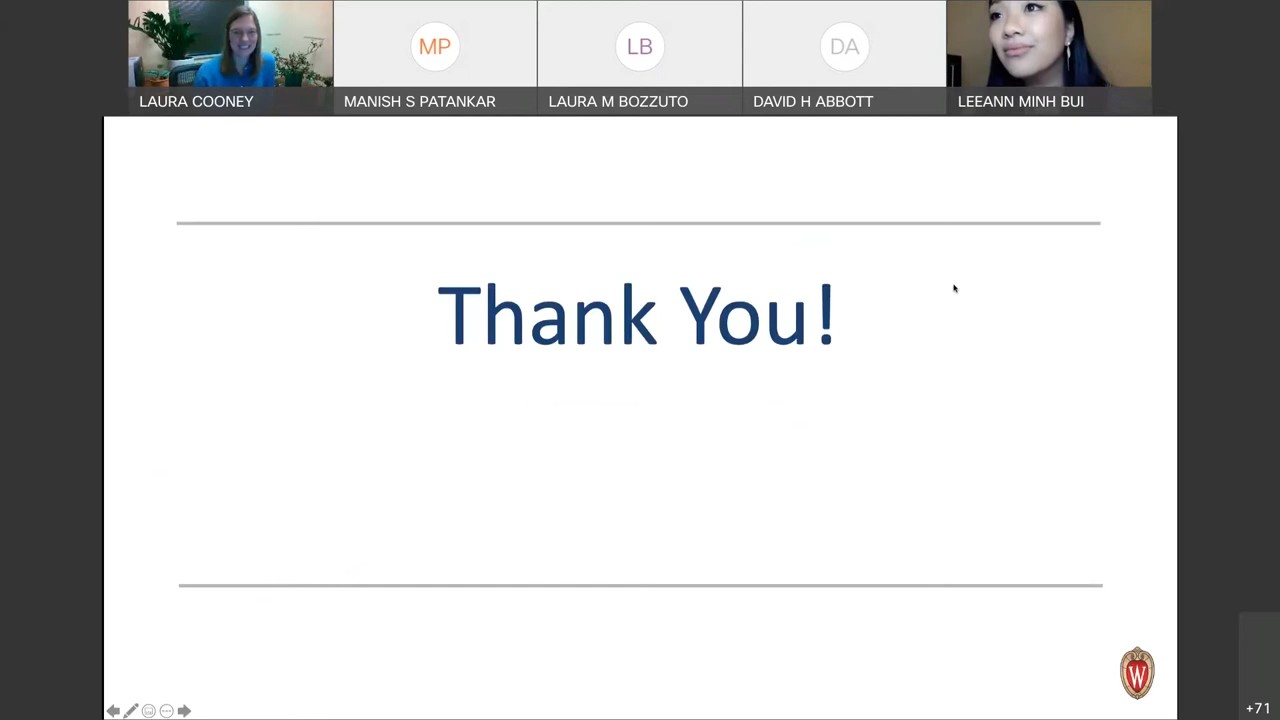 MP
LB
DA
LAURA COONEY
MANISH S PATANKAR
LAURA M BOZZUTO
DAVID H ABBOTT
LEEANN MINH BUI
Thank You!
W
+71